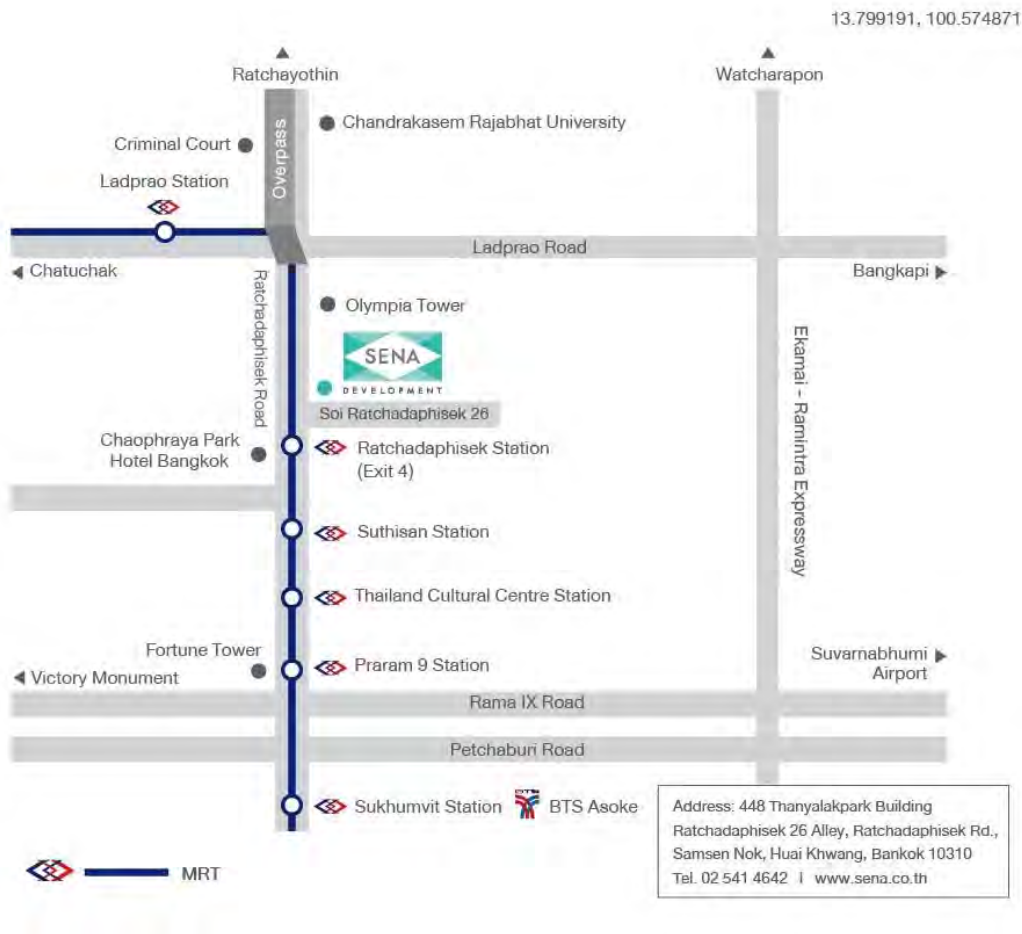 13.799191, 100.574871
Ratchayothin
Watcharapon
Overpass
Chandrakasem Rajabhat University
Criminal Court
Ladprao Station
Ladprao Road
Chatuchak
Bangkapi
Ratchadaphisek Road
Olympia Tower
SENA
DEVELOPMENT
Ekamai - Ramintra Expressway
Soi Ratchadaphisek 26
Chaophraya Park
Hotel Bangkok
Ratchadaphisek Station
(Exit 4)
Suthisan Station
Thailand Cultural Centre Station
Fortune Tower
Praram 9 Station
Victory Monument
Suvarnabhumi
Airport
Rama IX Road
Petchaburi Road
Sukhumvit Station
BTS
BTS Asoke
Address: 448 Thanyalakpark Building
Ratchadaphisek 26 Alley, Ratchadaphisek Rd.,
Samsen Nok, Huai Khwang, Bankok 10310
Tel. 02 541 4642 I www.sena.co.th
MRT